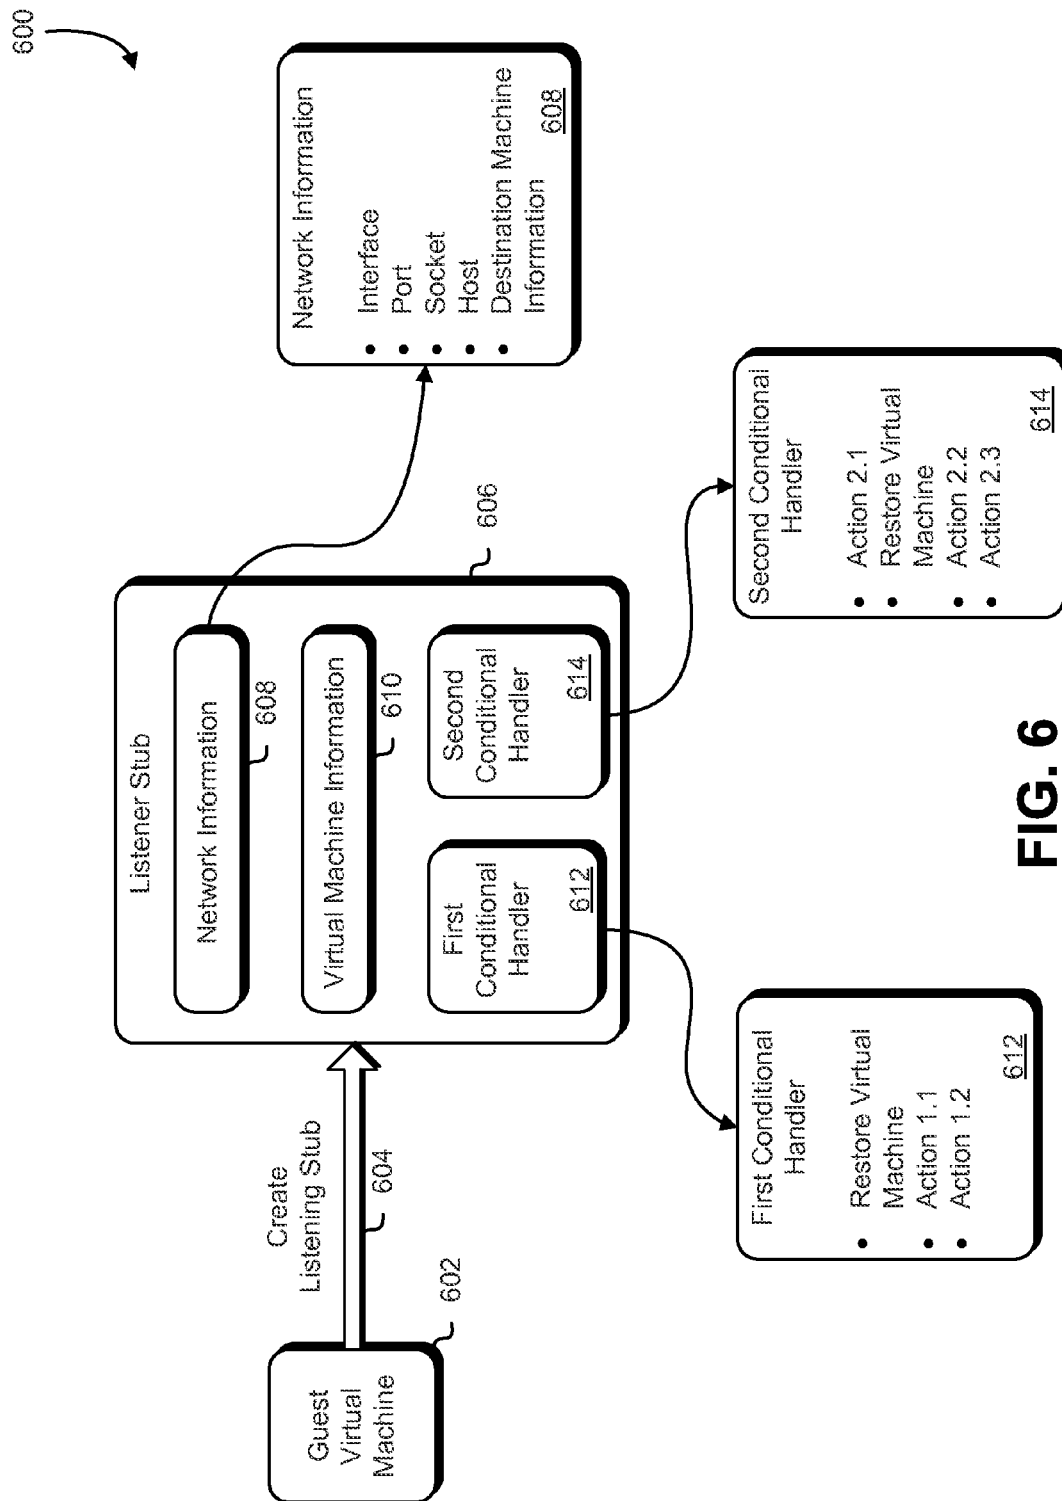 600
Guest
Virtual
Machine
602
Create
Listening Stub
604
Listener Stub
606
Network Information
608
Virtual Machine Information
610
First
Conditional
Handler
612
Second
Conditional
Handler
614
Network Information
• Interface
• Port
• Socket
• Host
• Destination Machine
Information
608
First Conditional
Handler
• Restore Virtual
Machine
• Action 1.1
• Action 1.2
612
Second Conditional
Handler
• Action 2.1
• Restore Virtual
Machine
• Action 2.2
• Action 2.3
614
FIG. 6